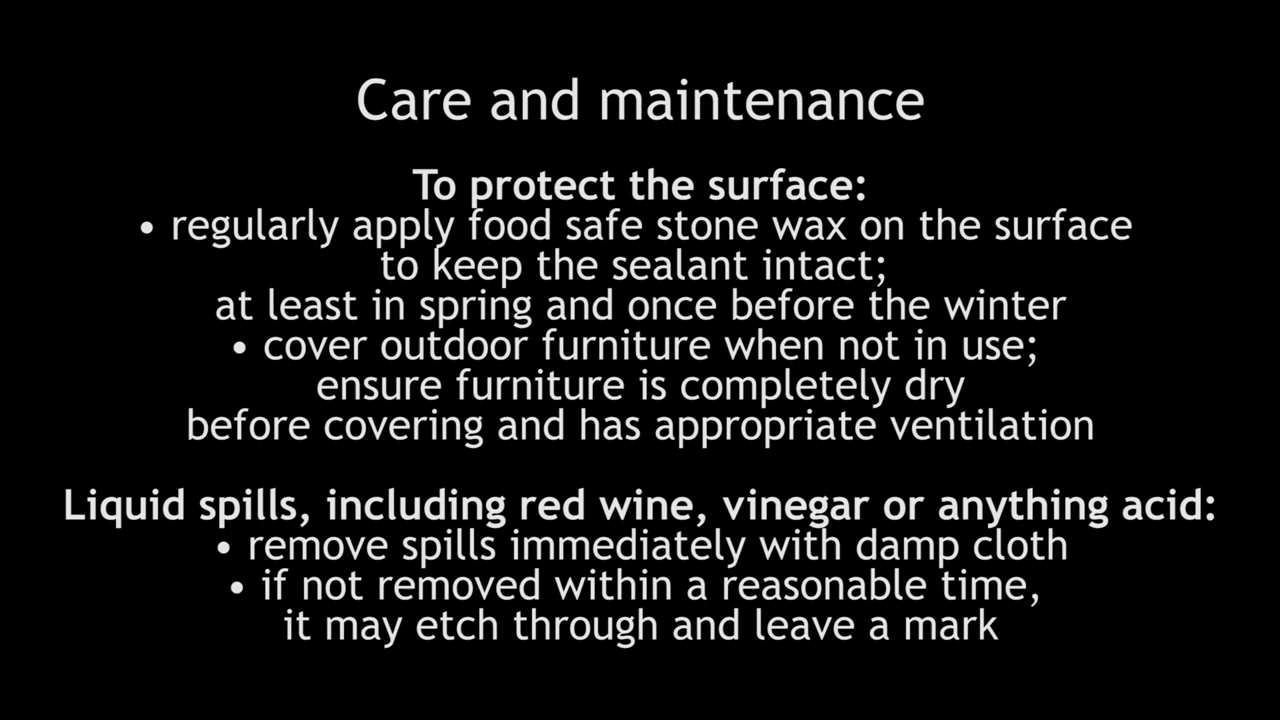 Care and maintenance
To protect the surface:
• regularly apply food safe stone wax on the surface
to keep the sealant intact;
at least in spring and once before the winter
• cover outdoor furniture when not in use;
ensure furniture is completely dry
before covering and has appropriate ventilation
Liquid spills, including red wine, vinegar or anything acid:
• remove spills immediately with damp cloth
• if not removed within a reasonable time,
it may etch through and leave a mark